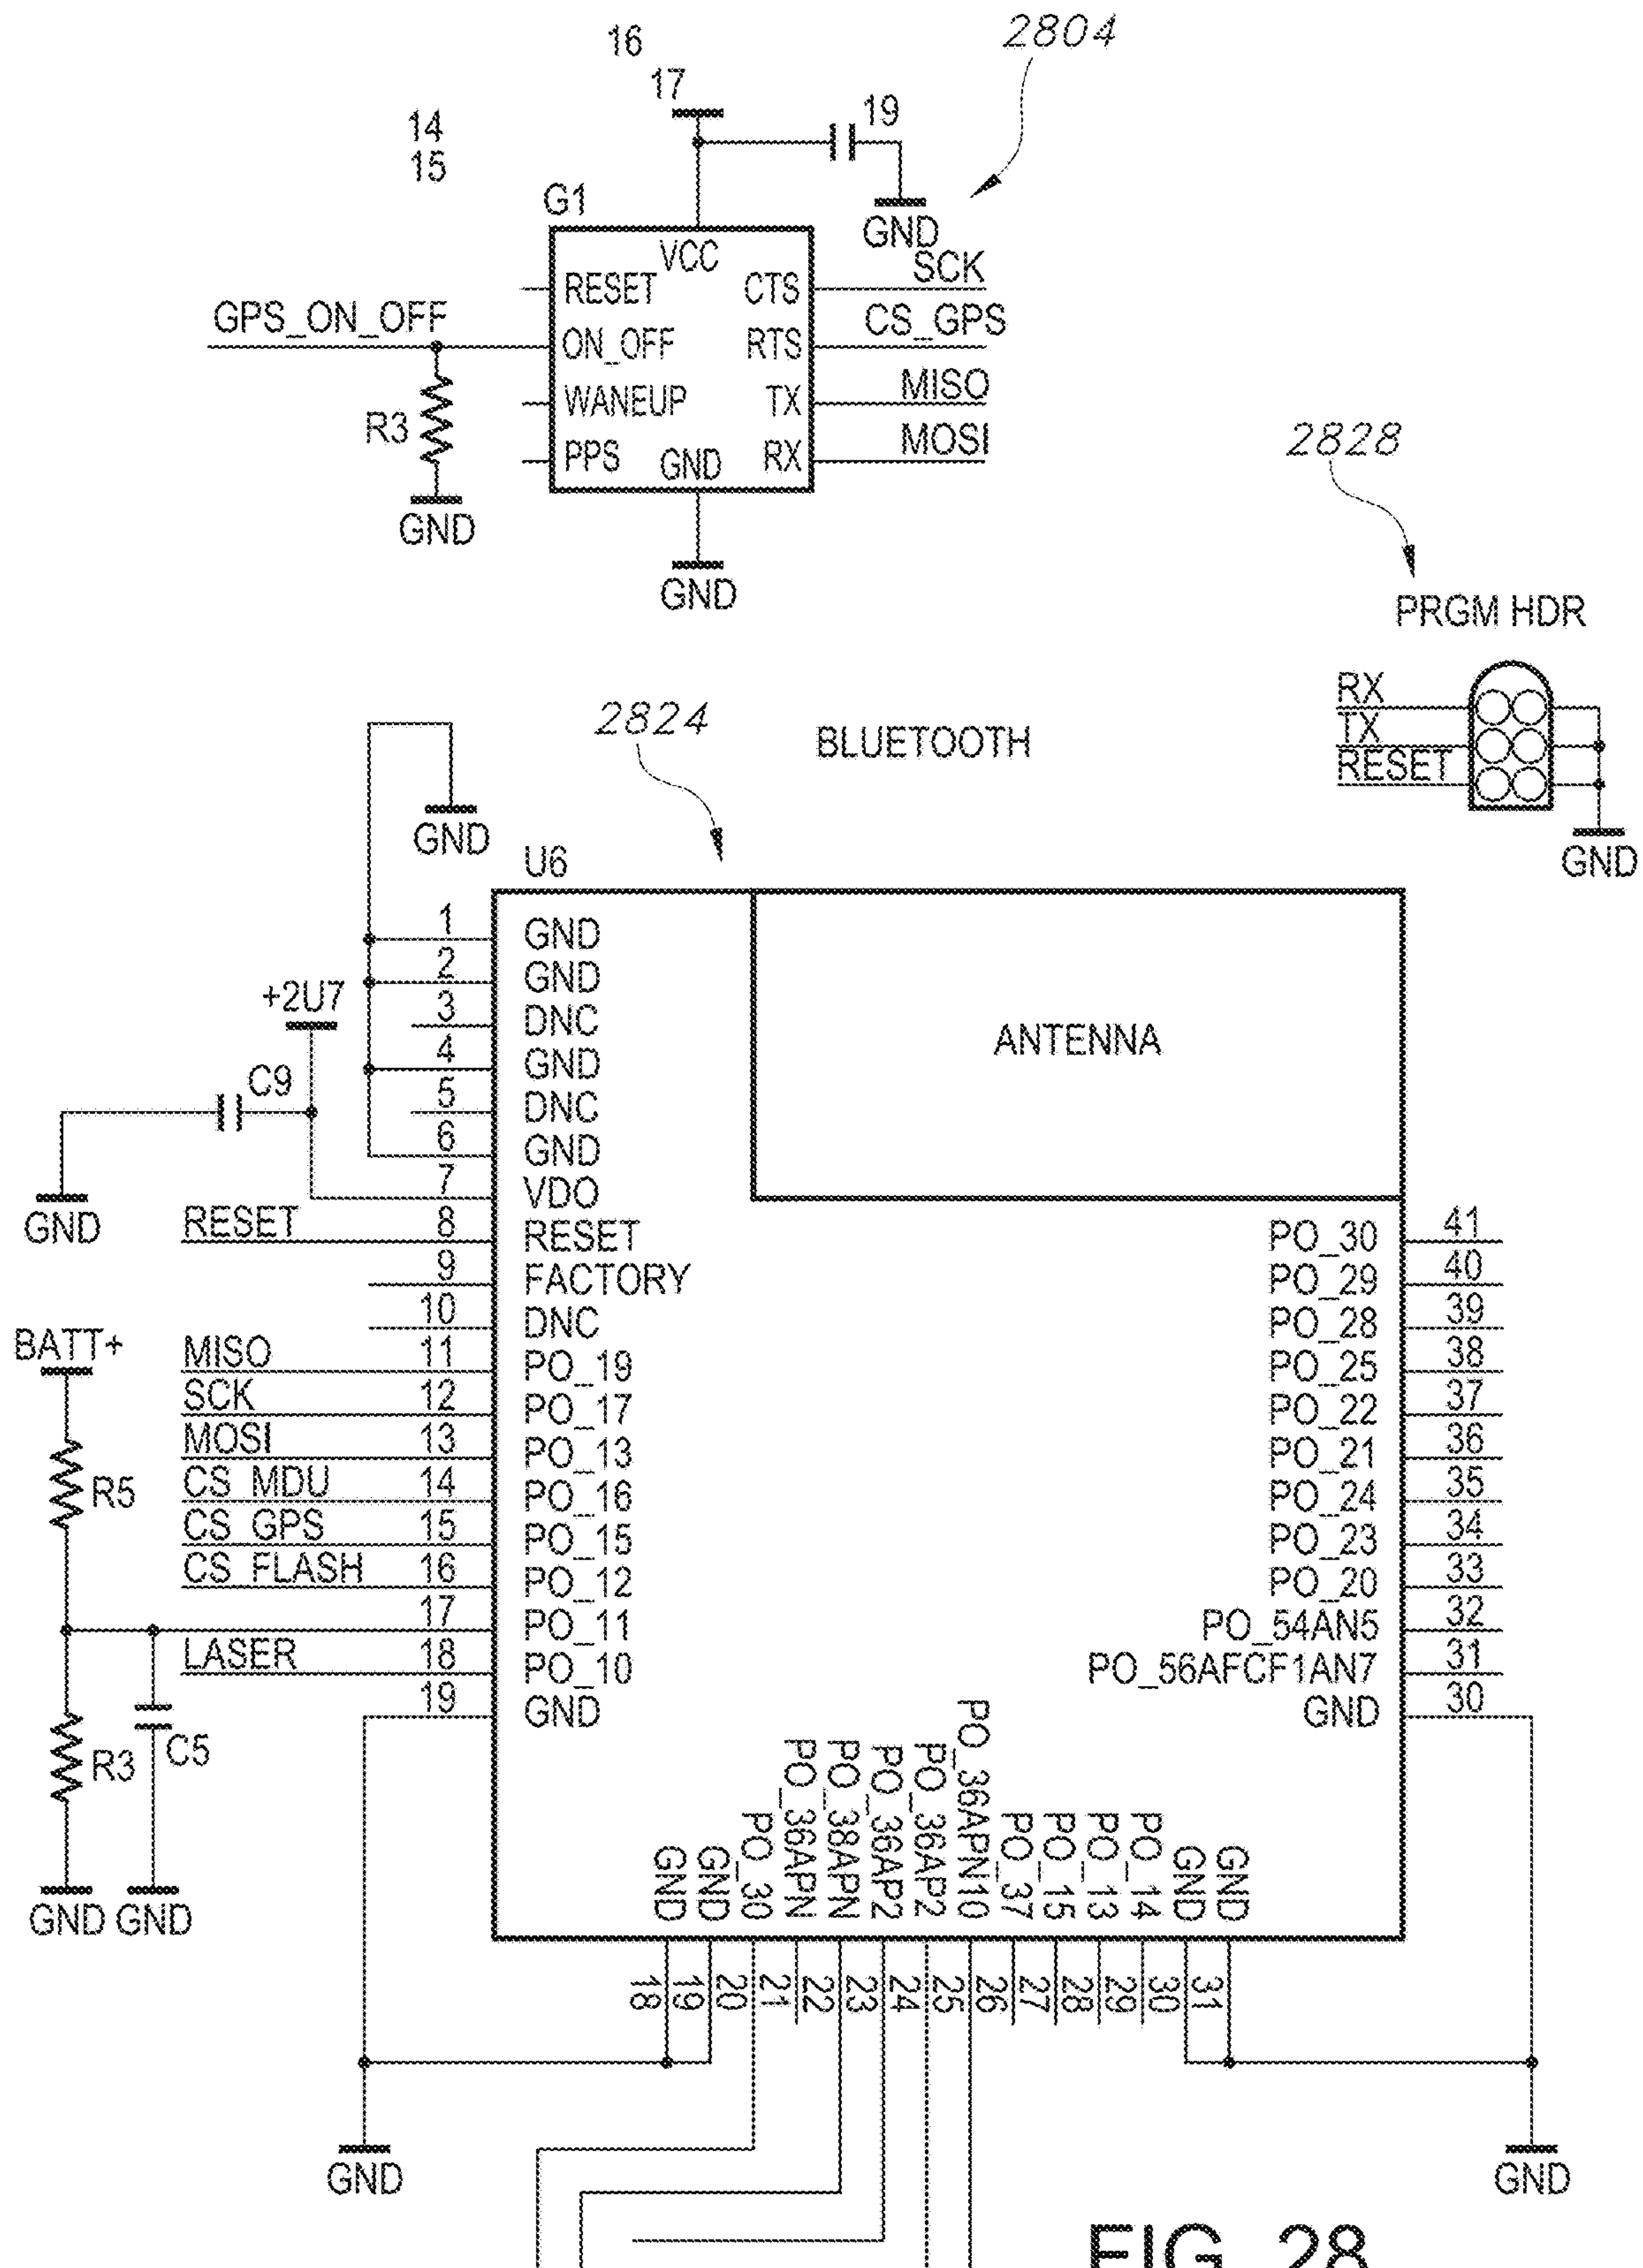 16
2804
17
19
14
15
G1
GND
VCC
SCK
RESET
CTS
GPS_ON_OFF
CS_GPS
ON_OFF
RTS
MISO
WANEUP
TX
R3
MOSI
PPS
GND
RX
2828
GND
GND
PRGM HDR
RX
2824
BLUETOOTH
TX
RESET
GND
U6
GND
1 GND
2 GND
+2U7
3 DNC
ANTENNA
4 GND
C9
5 DNC
6 GND
7 VDO
GND
RESET 8 RESET
PO_30 41
9 FACTORY
PO_29 40
10 DNC
PO_28 39
BATT+
MISO 11 PO_19
PO_25 38
SCK 12 PO_17
PO_22 37
MOSI 13 PO_13
PO_21 36
R5
CS_MDU 14 PO_16
PO_24 35
CS_GPS 15 PO_15
PO_23 34
CS_FLASH 16 PO_12
PO_20 33
17 PO_11
PO_54AN5 32
LASER 18 PO_10
PO_56AFCF1AN7 31
19 GND
GND 30
R3
C5
GND
GND
PO_30
PO_36APN
PO_38APN
PO_36AP2
PO_36AP2
PO_36APN10
PO_37
PO_15
PO_13
PO_14
GND
GND
GND GND
18
19
20
21
22
23
24
25
26
27
28
29
30
31
GND
GND
FIG. 28